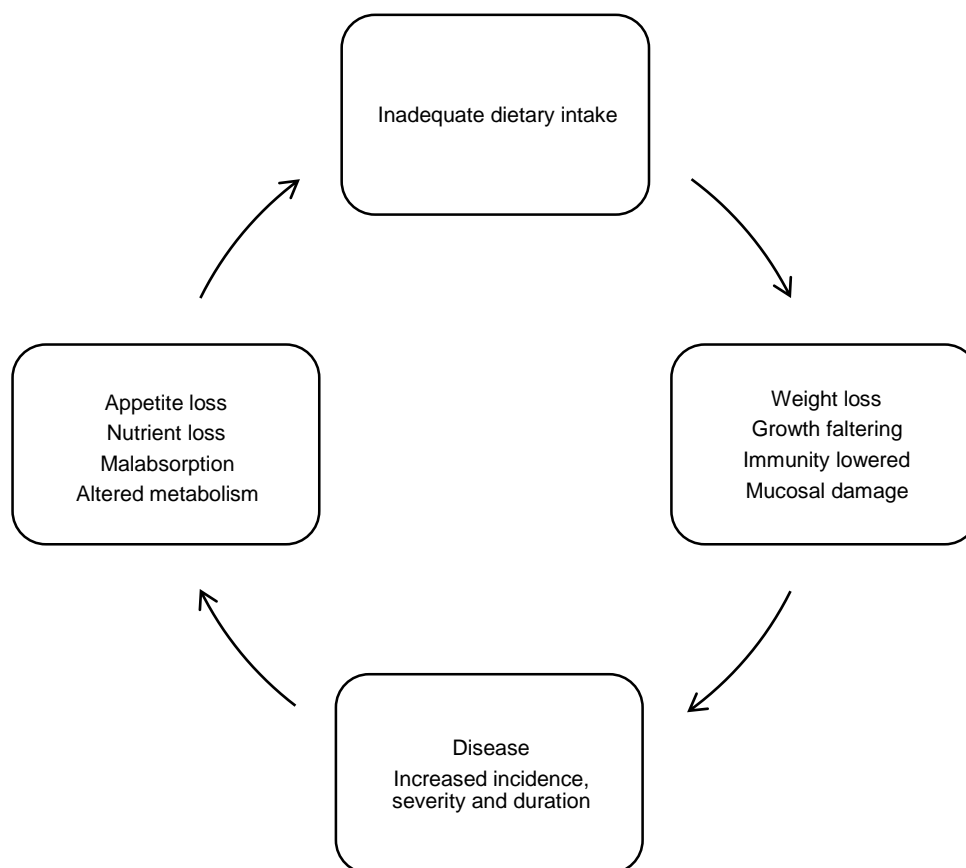 Inadequate dietary intake
Appetite loss
Nutrient loss
Malabsorption
Altered metabolism
Weight loss
Growth faltering
Immunity lowered
Mucosal damage
Disease
Increased incidence,
severity and duration